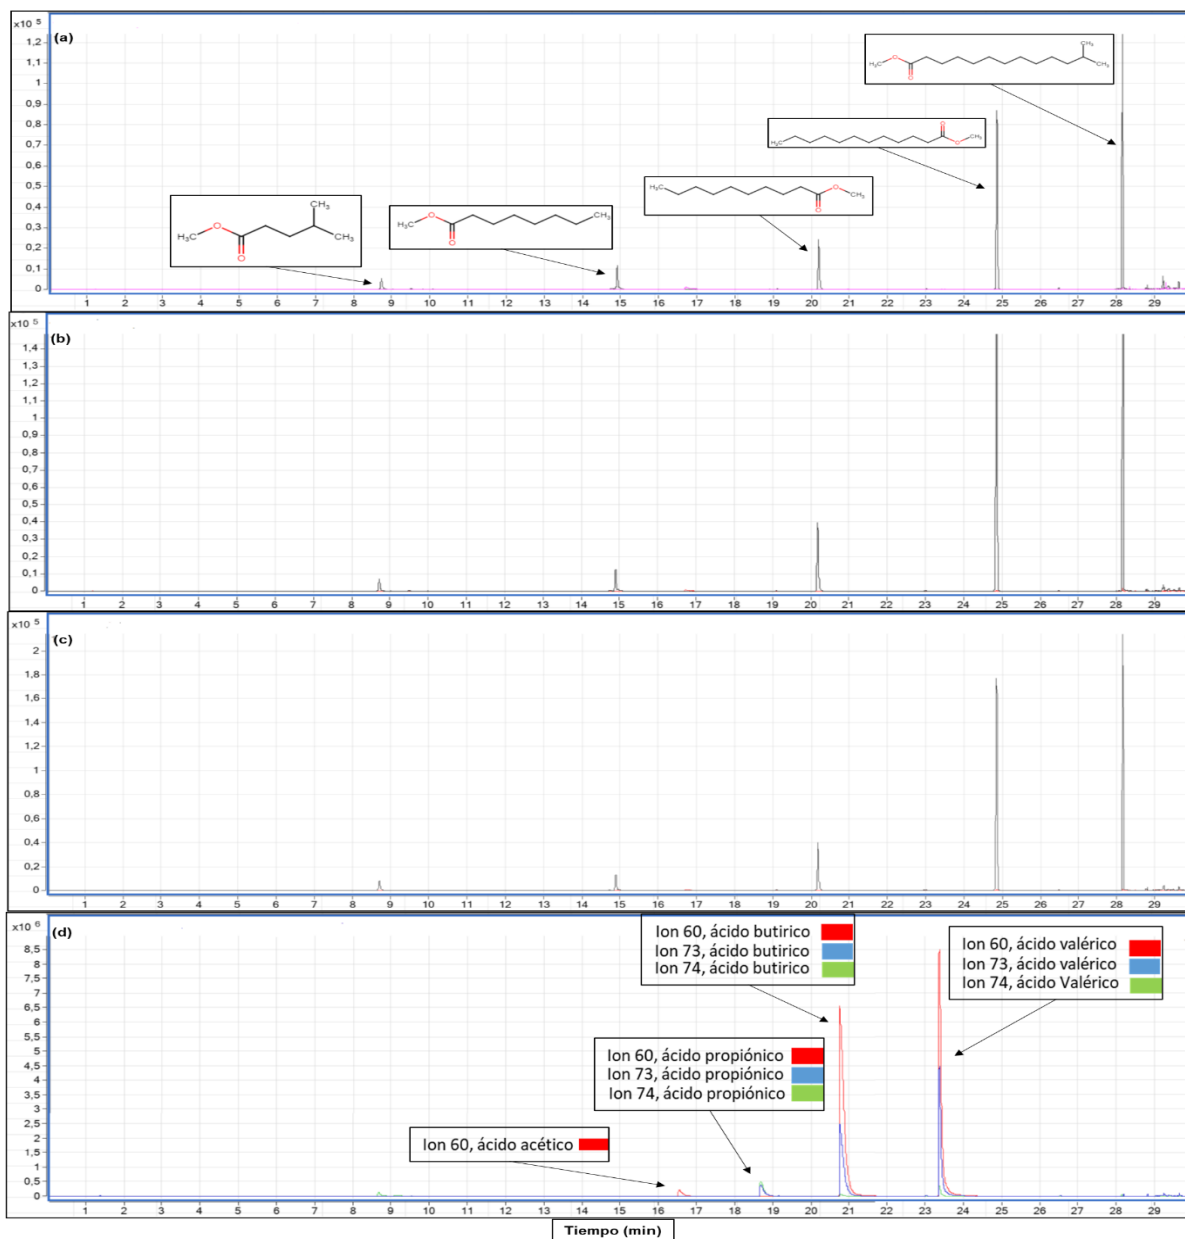 x10 5
(a)
1,2
1,1
1
0,9
0,8
0,7
0,6
0,5
0,4
0,3
0,2
0,1
0
CH₃
H₃C
O
O
CH₃
H₃C
O
O
CH₃
H₃C
O
O
CH₃
CH₃
H₃C
O
O
CH₃
H₃C
O
O
CH₃
1 2 3 4 5 6 7 8 9 10 11 12 13 14 15 16 17 18 19 20 21 22 23 24 25 26 27 28 29
x10 5
(b)
1,4
1,3
1,2
1,1
1
0,9
0,8
0,7
0,6
0,5
0,4
0,3
0,2
0,1
0
1 2 3 4 5 6 7 8 9 10 11 12 13 14 15 16 17 18 19 20 21 22 23 24 25 26 27 28 29
x10 5
(c)
2
1,8
1,6
1,4
1,2
1
0,8
0,6
0,4
0,2
0
1 2 3 4 5 6 7 8 9 10 11 12 13 14 15 16 17 18 19 20 21 22 23 24 25 26 27 28 29
x10 6
(d)
8,5
8
7,5
7
6,5
6
5,5
5
4,5
4
3,5
3
2,5
2
1,5
1
0,5
0
Ion 60, ácido butirico
Ion 73, ácido butirico
Ion 74, ácido butirico
Ion 60, ácido valérico
Ion 73, ácido valérico
Ion 74, ácido Valérico
Ion 60, ácido propiónico
Ion 73, ácido propiónico
Ion 74, ácido propiónico
Ion 60, ácido acético
1 2 3 4 5 6 7 8 9 10 11 12 13 14 15 16 17 18 19 20 21 22 23 24 25 26 27 28 29
Tiempo (min)